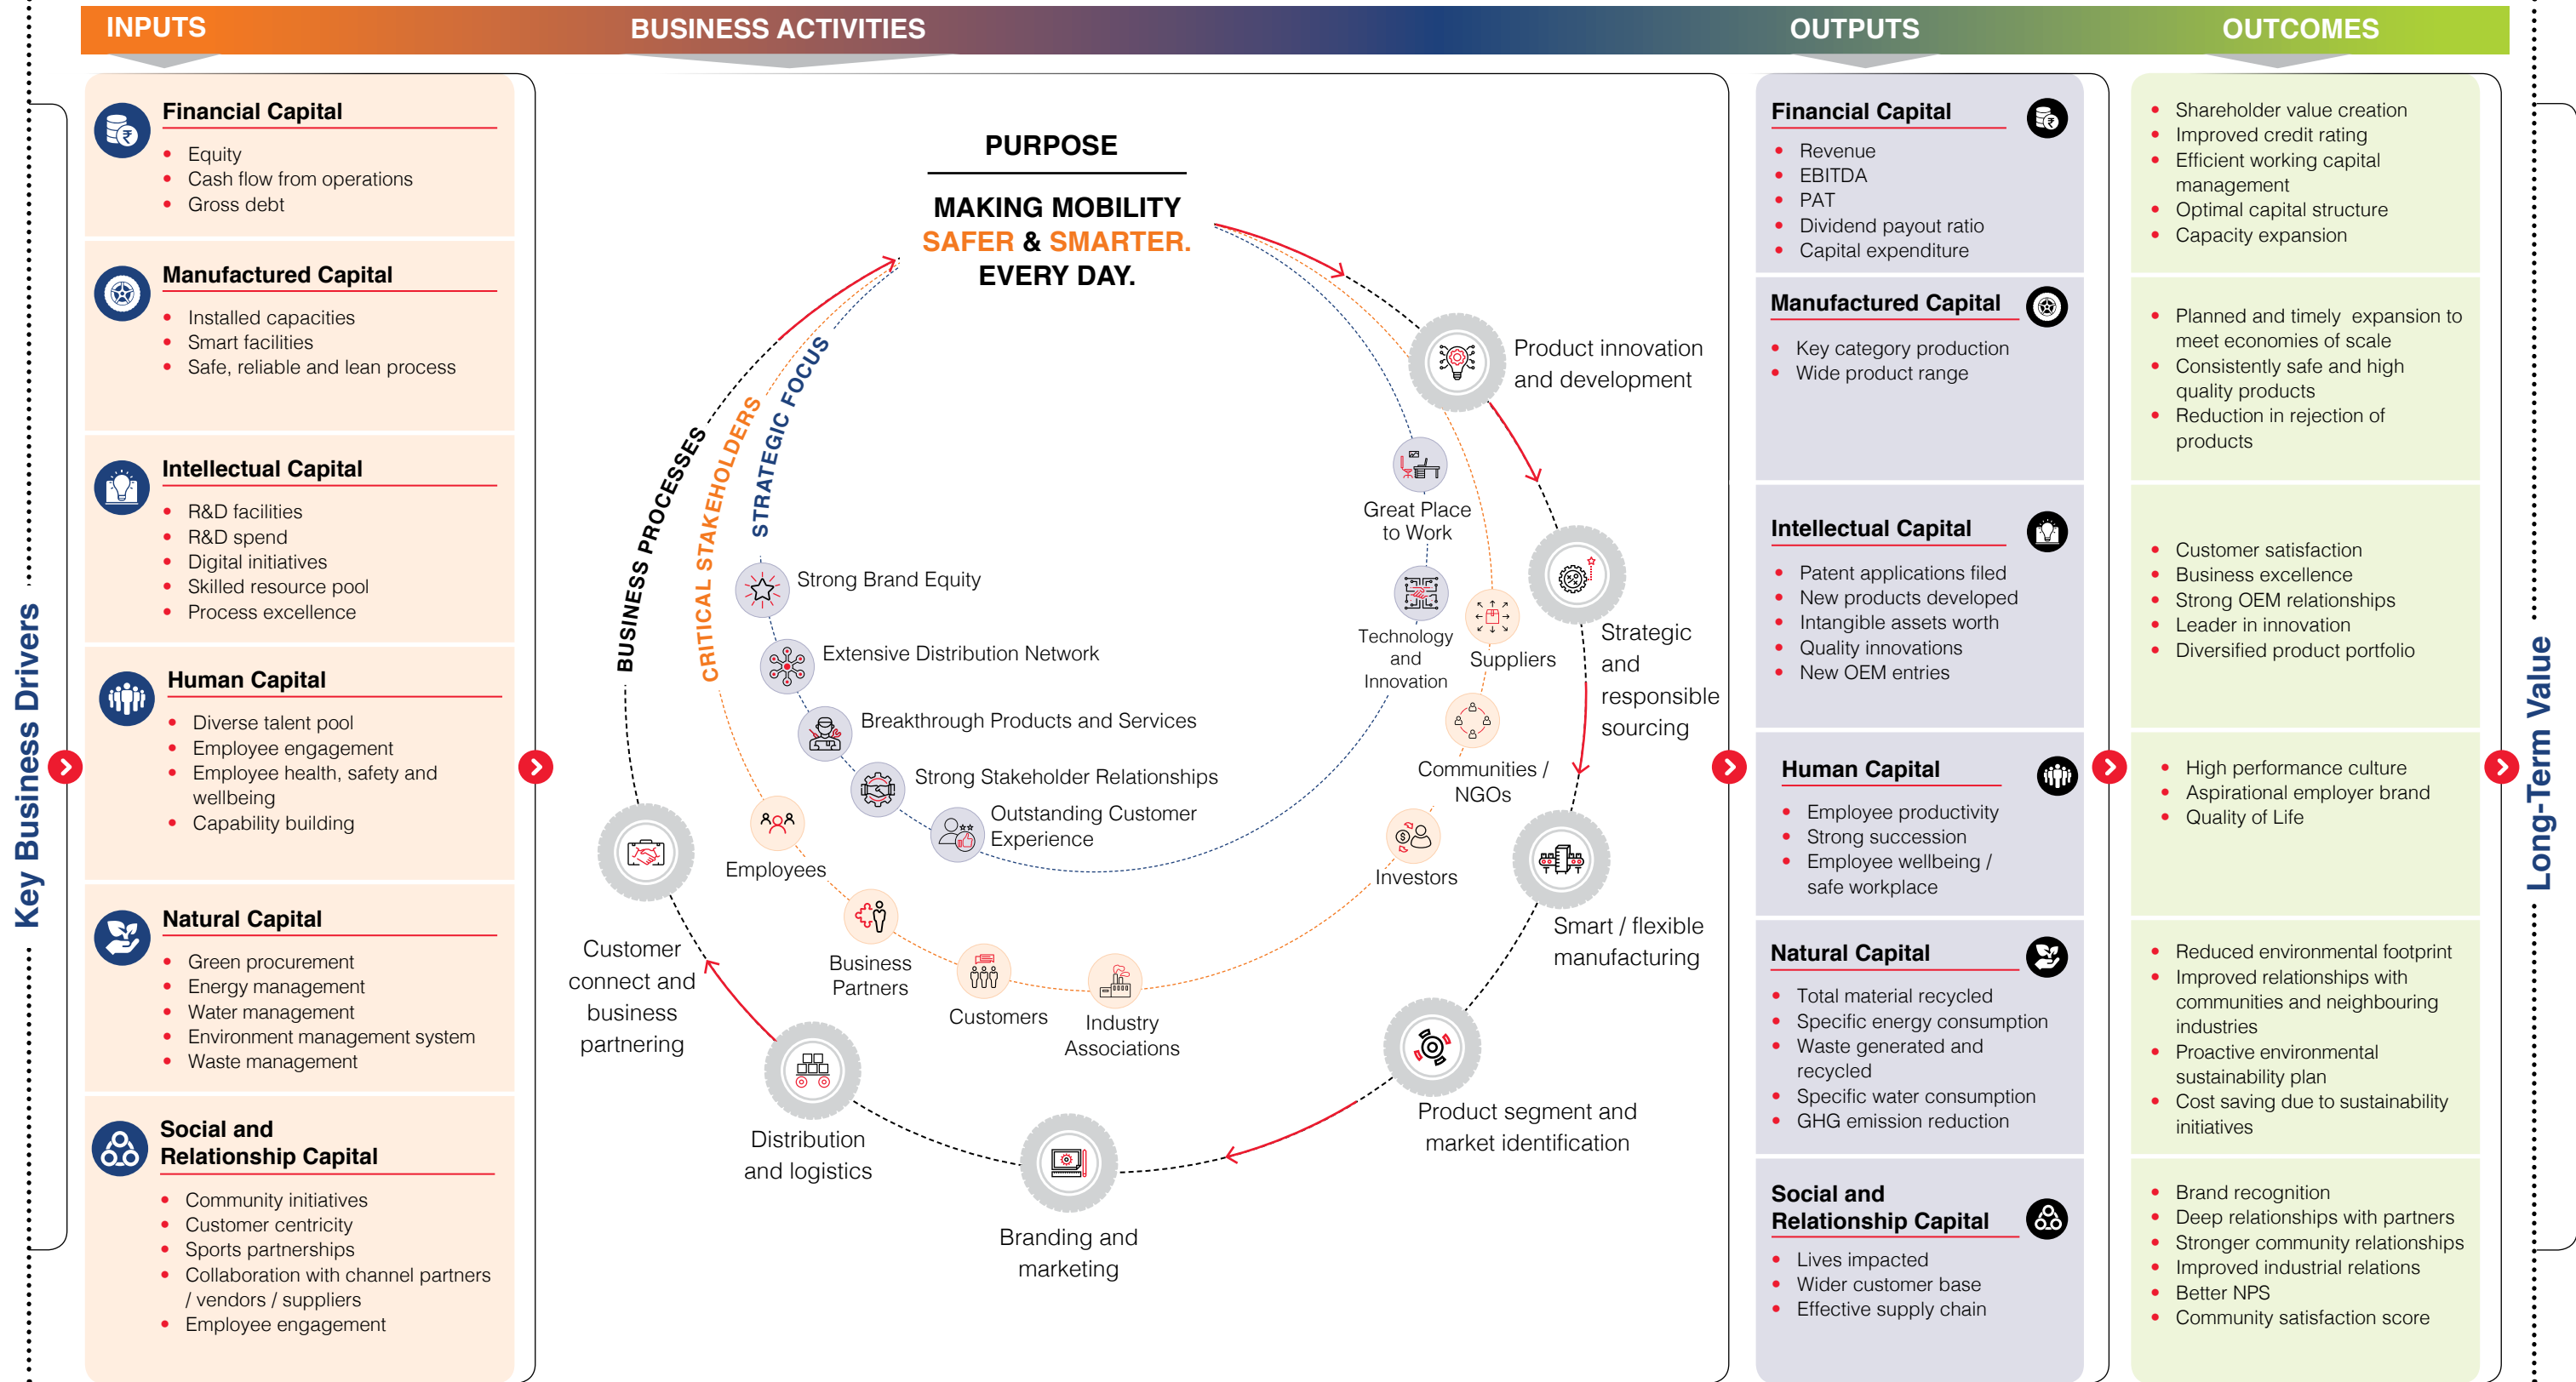 INPUTS
BUSINESS ACTIVITIES
OUTPUTS
OUTCOMES
Key Business Drivers
Financial Capital
• Equity
• Cash flow from operations
• Gross debt
Manufactured Capital
• Installed capacities
• Smart facilities
• Safe, reliable and lean process
Intellectual Capital
• R&D facilities
• R&D spend
• Digital initiatives
• Skilled resource pool
• Process excellence
Human Capital
• Diverse talent pool
• Employee engagement
• Employee health, safety and
wellbeing
• Capability building
Natural Capital
• Green procurement
• Energy management
• Water management
• Environment management system
• Waste management
Social and
Relationship Capital
• Community initiatives
• Customer centricity
• Sports partnerships
• Collaboration with channel partners
/ vendors / suppliers
• Employee engagement
PURPOSE
MAKING MOBILITY
SAFER & SMARTER.
EVERY DAY.
BUSINESS PROCESSES
CRITICAL STAKEHOLDERS
STRATEGIC FOCUS
Product innovation
and development
Strategic
and
responsible
sourcing
Smart / flexible
manufacturing
Product segment and
market identification
Branding and
marketing
Distribution
and logistics
Customer
connect and
business
partnering
Suppliers
Communities /
NGOs
Investors
Industry
Associations
Customers
Business
Partners
Employees
Great Place
to Work
Technology
and
Innovation
Outstanding Customer
Experience
Strong Stakeholder Relationships
Breakthrough Products and Services
Extensive Distribution Network
Strong Brand Equity
Financial Capital
• Revenue
• EBITDA
• PAT
• Dividend payout ratio
• Capital expenditure
Manufactured Capital
• Key category production
• Wide product range
Intellectual Capital
• Patent applications filed
• New products developed
• Intangible assets worth
• Quality innovations
• New OEM entries
Human Capital
• Employee productivity
• Strong succession
• Employee wellbeing /
safe workplace
Natural Capital
• Total material recycled
• Specific energy consumption
• Waste generated and
recycled
• Specific water consumption
• GHG emission reduction
Social and
Relationship Capital
• Lives impacted
• Wider customer base
• Effective supply chain
• Shareholder value creation
• Improved credit rating
• Efficient working capital
management
• Optimal capital structure
• Capacity expansion
• Planned and timely expansion to
meet economies of scale
• Consistently safe and high
quality products
• Reduction in rejection of
products
• Customer satisfaction
• Business excellence
• Strong OEM relationships
• Leader in innovation
• Diversified product portfolio
• High performance culture
• Aspirational employer brand
• Quality of Life
• Reduced environmental footprint
• Improved relationships with
communities and neighbouring
industries
• Proactive environmental
sustainability plan
• Cost saving due to sustainability
initiatives
• Brand recognition
• Deep relationships with partners
• Stronger community relationships
• Improved industrial relations
• Better NPS
• Community satisfaction score
Long-Term Value